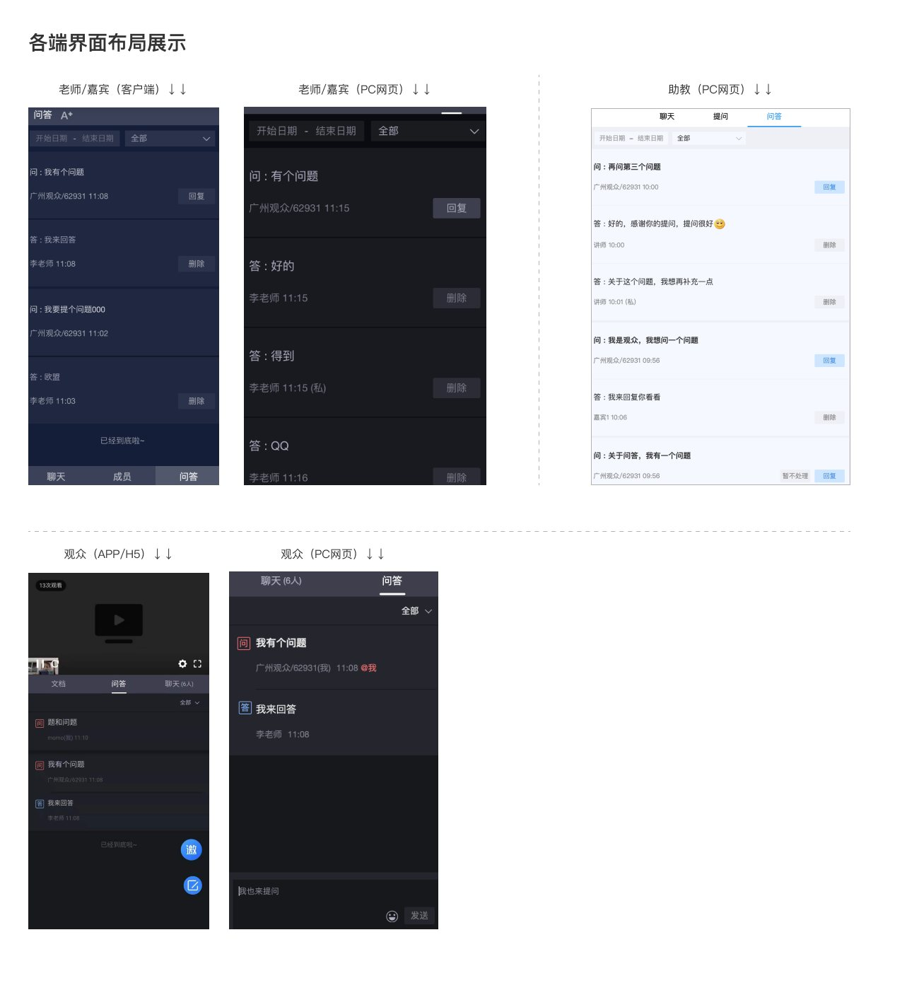 各端界面布局展示
老师/嘉宾（客户端）↓↓
问答 A+
开始日期 - 结束日期 全部
问：我有个问题
广州观众/62931 11:08 回复
答：我来回答
李老师 11:08 删除
问：我要提个问题000
广州观众/62931 11:02
答：欧盟
李老师 11:03 删除
已经到底啦~
聊天 成员 问答
老师/嘉宾（PC网页）↓↓
开始日期 - 结束日期 全部
问：有个问题
广州观众/62931 11:15 回复
答：好的
李老师 11:15 删除
答：得到
李老师 11:15 (私) 删除
答：QQ
李老师 11:16 删除
助教（PC网页）↓↓
聊天 提问 问答
开始日期 – 结束日期 全部
问：再问第三个问题
广州观众/62931 10:00 回复
答：好的，感谢你的提问，提问很好😊
讲师 10:00 删除
答：关于这个问题，我想再补充一点
讲师 10:01 (私) 删除
问：我是观众，我想问一个问题
广州观众/62931 09:56 回复
答：我来回复你看看
嘉宾1 10:06 删除
问：关于问答，我有一个问题
广州观众/62931 09:56 暂不处理 回复
观众（APP/H5）↓↓
13次观看
文档 问答 聊天 (6人)
全部
问 题和问题
momo(我) 11:10
问 我有个问题
广州观众/62931 11:08
答 我来回答
李老师 11:08
已经到底啦~
邀
观众（PC网页）↓↓
聊天 (6人) 问答
全部
问 我有个问题
广州观众/62931(我) 11:08 @我
答 我来回答
李老师 11:08
我也来提问
发送